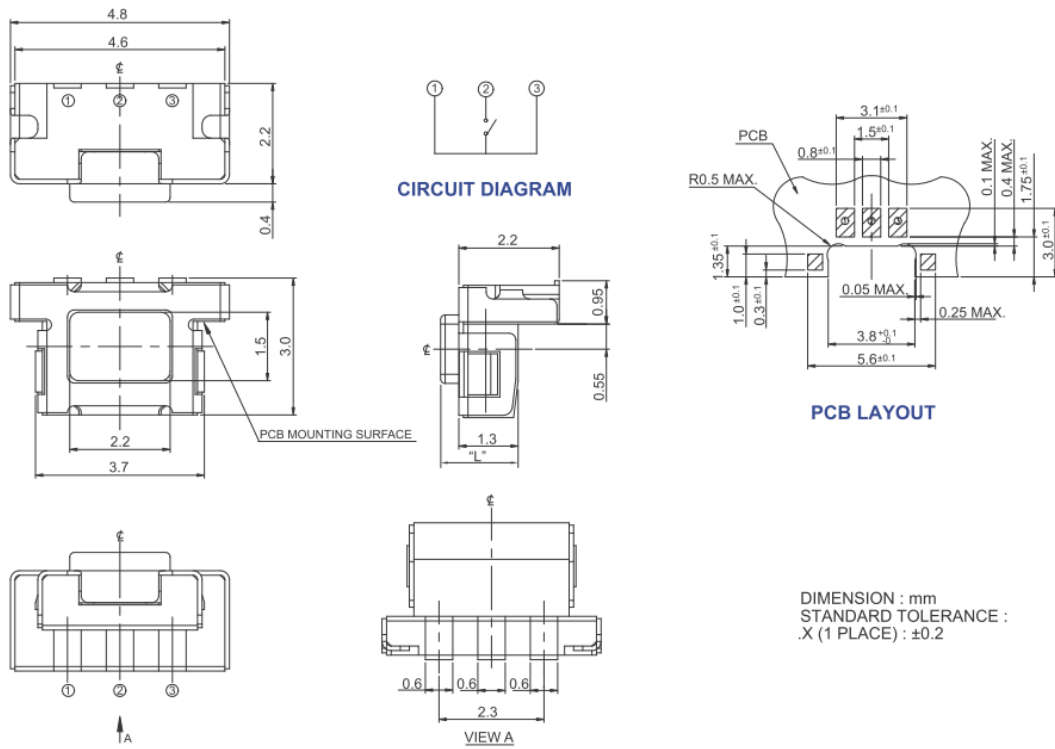 4.8
4.6
℄
① ② ③
2.2
0.4
① ② ③
CIRCUIT DIAGRAM
3.1±0.1
1.5±0.1
0.8±0.1
PCB
R0.5 MAX.
0.1 MAX.
0.4 MAX.
1.75±0.1
3.0±0.1
1.35±0.1
1.0±0.1
0.3±0.1
0.05 MAX.
0.25 MAX.
3.8+0.1 -0
5.6±0.1
PCB LAYOUT
℄
1.5
3.0
2.2
3.7
PCB MOUNTING SURFACE
2.2
0.95
℄
0.55
1.3
“L”
℄
① ② ③
A
℄
0.6 0.6 0.6
2.3
VIEW A
DIMENSION : mm
STANDARD TOLERANCE :
.X (1 PLACE) : ±0.2